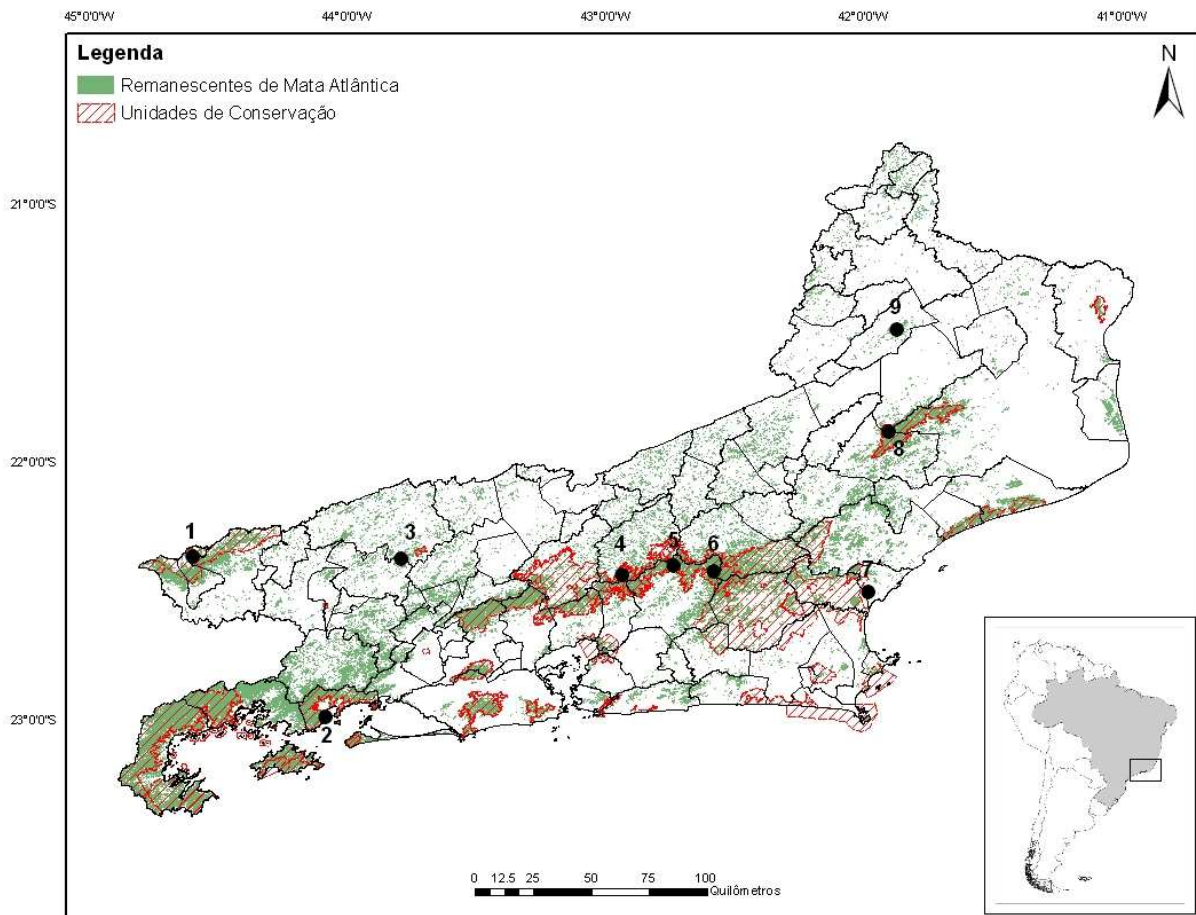 45°0'0"W 44°0'0"W 43°0'0"W 42°0'0"W 41°0'0"W
Legenda
Remanescentes de Mata Atlântica
Unidades de Conservação
N
21°0'0"S
9
22°0'0"S
8
1
3
4
5
6
7
23°0'0"S
2
0 12.5 25 50 75 100
Quilômetros